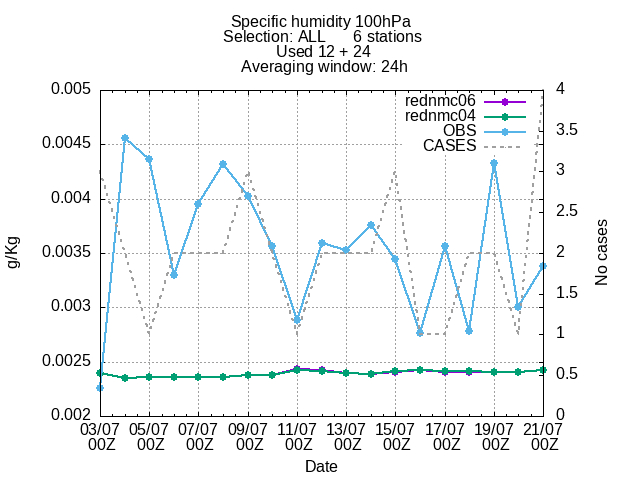 Specific humidity 100hPa
Selection: ALL 6 stations
Used 12 + 24
Averaging window: 24h
rednmc06
rednmc04
OBS
CASES
0.005
0.0045
0.004
0.0035
0.003
0.0025
0.002
g/Kg
4
3.5
3
2.5
2
1.5
1
0.5
0
No cases
03/07 05/07 07/07 09/07 11/07 13/07 15/07 17/07 19/07 21/07
00Z 00Z 00Z 00Z 00Z 00Z 00Z 00Z 00Z 00Z
Date